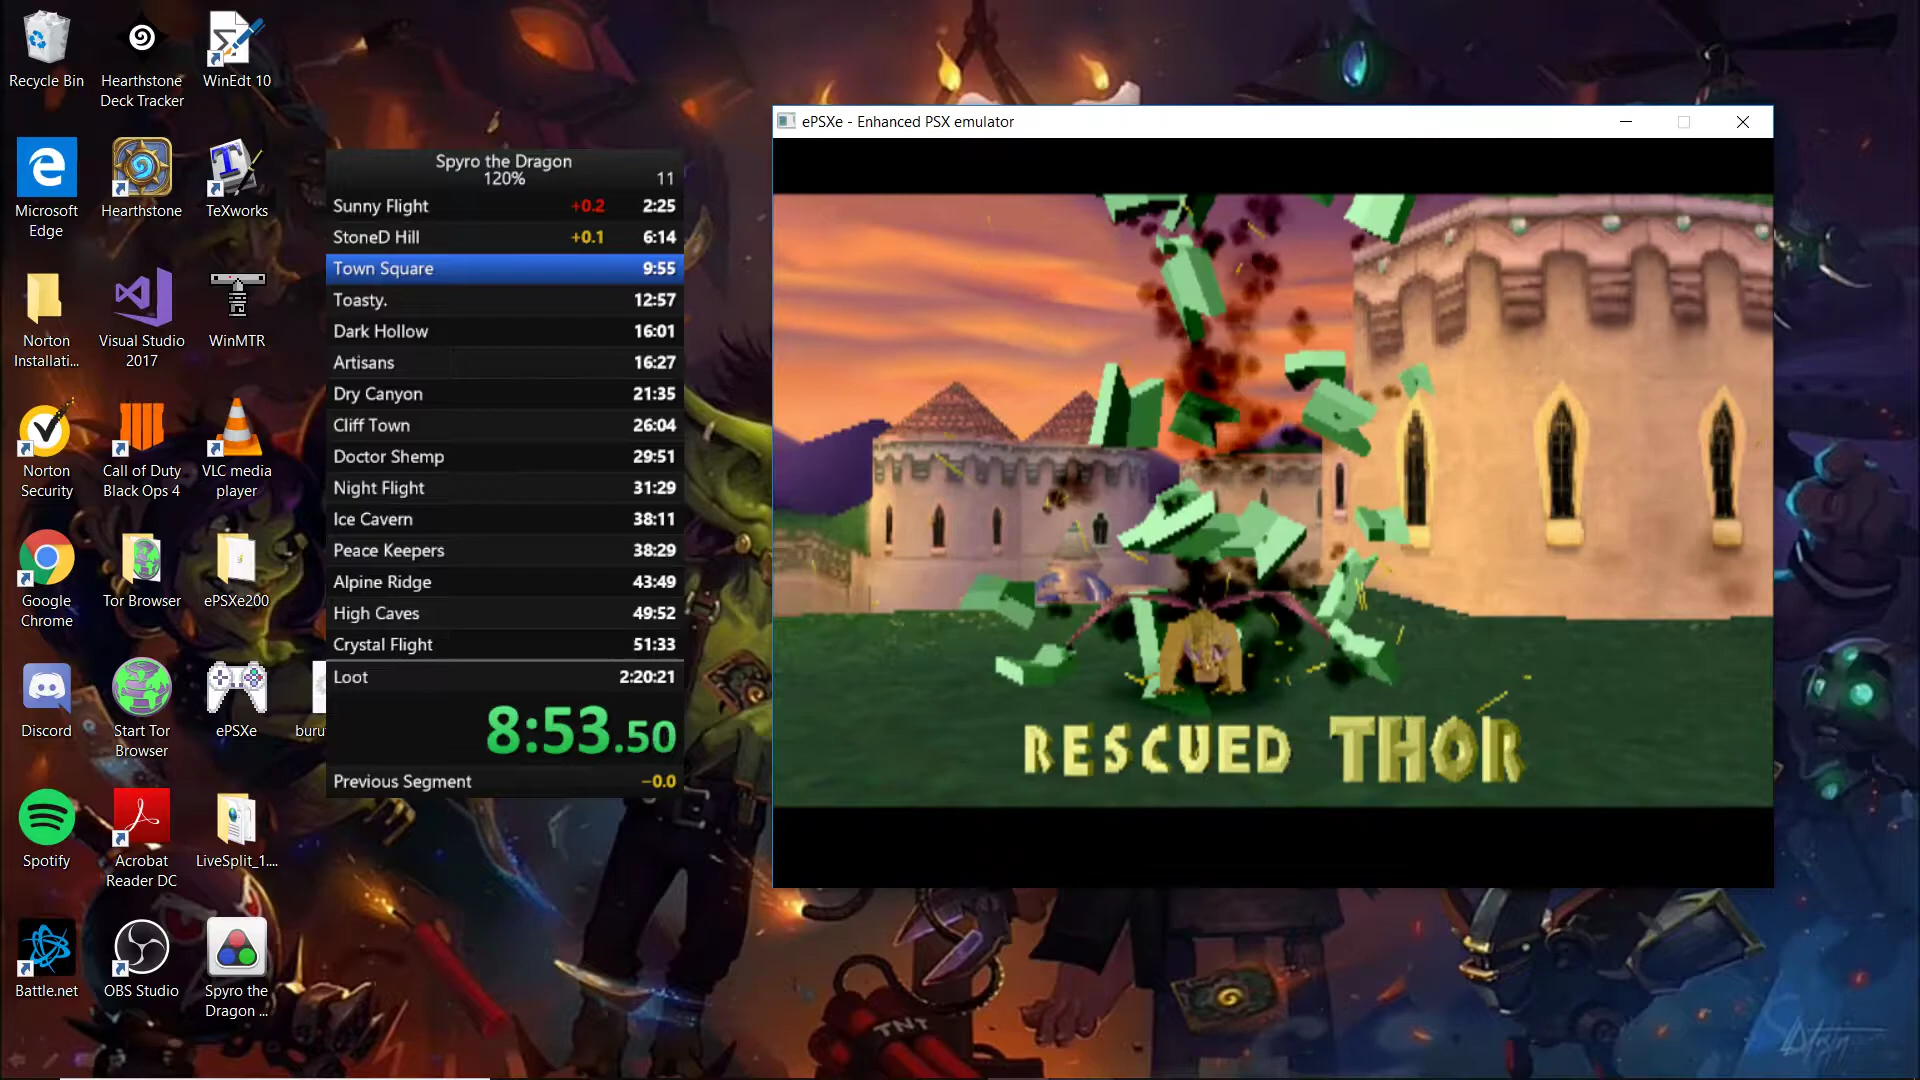 Recycle Bin
Hearthstone
Deck Tracker
WinEdt 10
Microsoft
Edge
Hearthstone
TeXworks
Norton
Installati...
Visual Studio
2017
WinMTR
Norton
Security
Call of Duty
Black Ops 4
VLC media
player
Google
Chrome
Tor Browser
ePSXe200
Discord
Start Tor
Browser
ePSXe
Spotify
Acrobat
Reader DC
LiveSplit_1....
Battle.net
OBS Studio
Spyro the
Dragon ...
Spyro the Dragon
120% 11
Sunny Flight +0.2 2:25
StoneD Hill +0.1 6:14
Town Square 9:55
Toasty. 12:57
Dark Hollow 16:01
Artisans 16:27
Dry Canyon 21:35
Cliff Town 26:04
Doctor Shemp 29:51
Night Flight 31:29
Ice Cavern 38:11
Peace Keepers 38:29
Alpine Ridge 43:49
High Caves 49:52
Crystal Flight 51:33
Loot 2:20:21
8:53.50
Previous Segment −0.0
ePSXe - Enhanced PSX emulator
RESCUED THOR
TNT